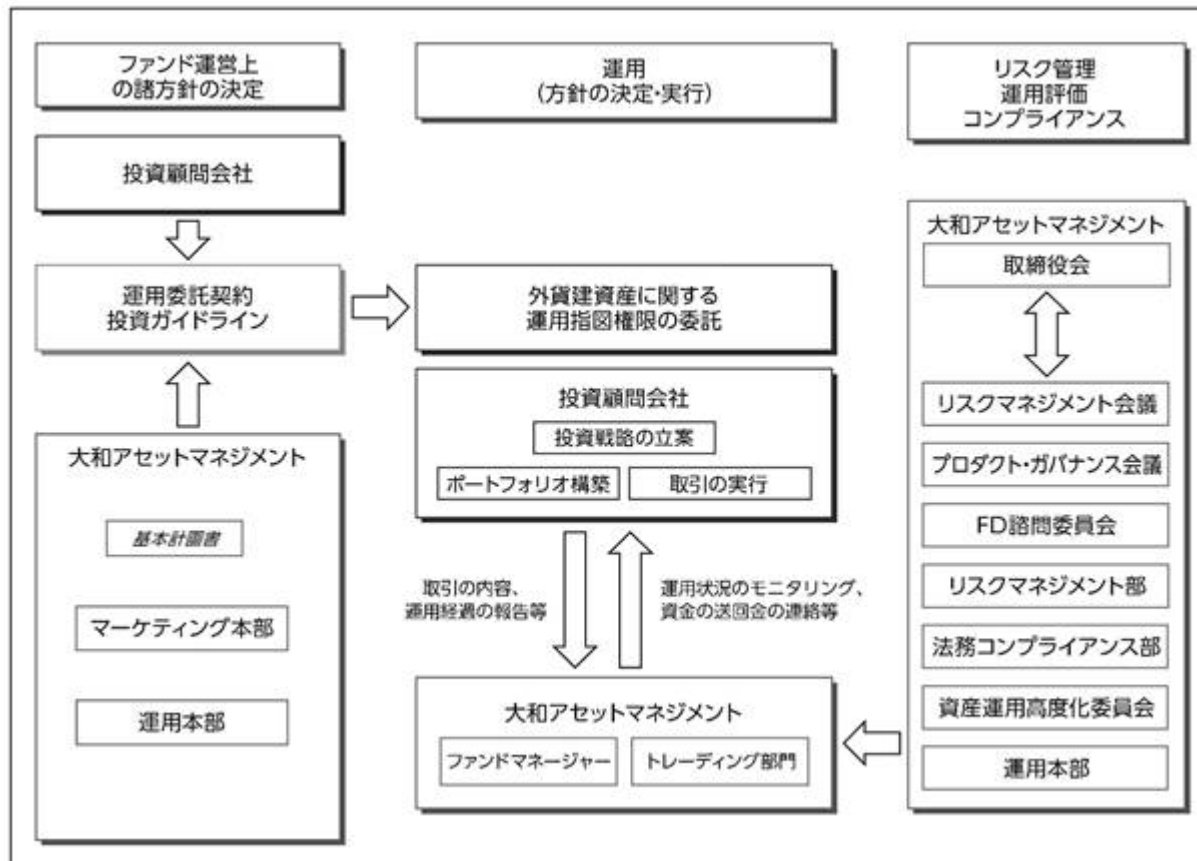 ファンド運営上
の諸方針の決定
運用
(方針の決定・実行)
リスク管理
運用評価
コンプライアンス
投資顧問会社
運用委託契約
投資ガイドライン
外貨建資産に関する
運用指図権限の委託
大和アセットマネジメント
基本計画書
マーケティング本部
運用本部
投資顧問会社
投資戦略の立案
ポートフォリオ構築
取引の実行
取引の内容、
運用経過の報告等
運用状況のモニタリング、
資金の送回金の連絡等
大和アセットマネジメント
ファンドマネージャー
トレーディング部門
大和アセットマネジメント
取締役会
リスクマネジメント会議
プロダクト・ガバナンス会議
FD諮問委員会
リスクマネジメント部
法務コンプライアンス部
資産運用高度化委員会
運用本部